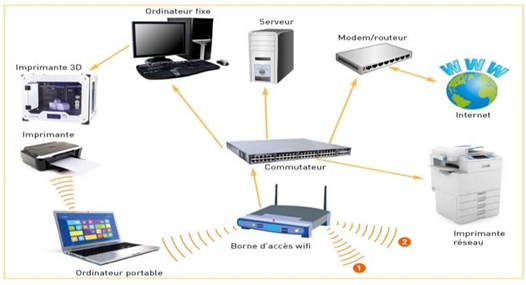 Ordinateur fixe
Serveur
Modem/routeur
Imprimante 3D
WWW
Internet
Imprimante
Commutateur
Imprimante
réseau
Borne d'accès wifi
Ordinateur portable
1
2